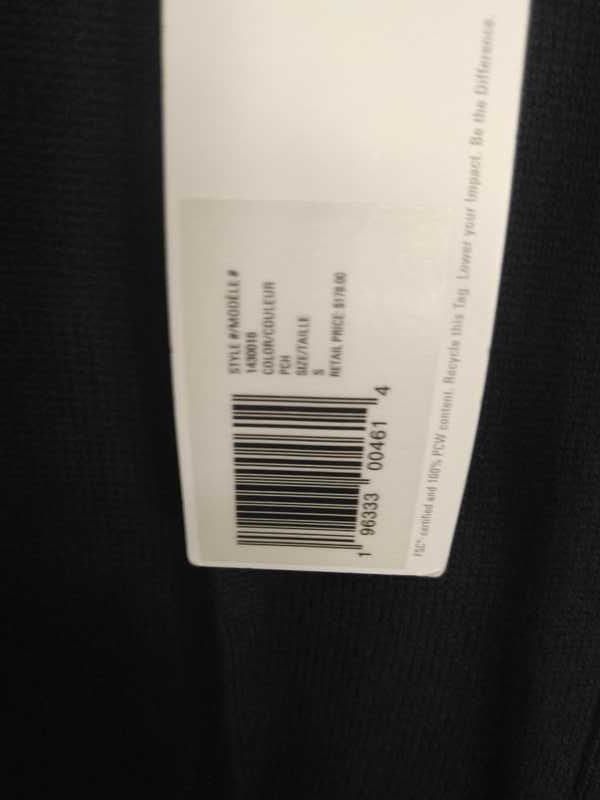 STYLE #/MODÈLE #
1430016
COLOR/COULEUR
PCH
SIZE/TAILLE
S
RETAIL PRICE $178.00
1 96333 00461 4
FSC® certified and 100% PCW content. Recycle this Tag. Lower your Impact. Be the Difference.